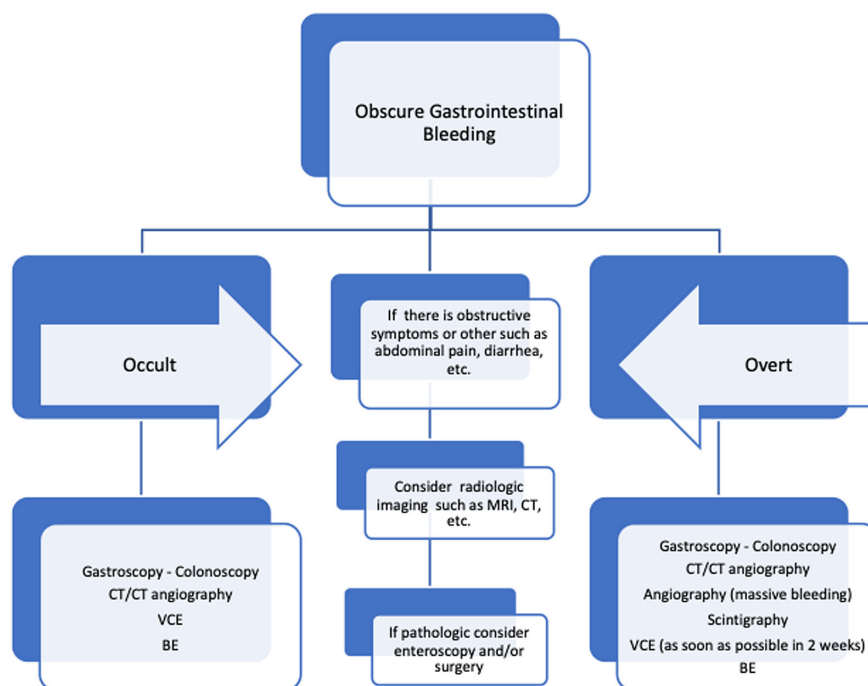 Obscure Gastrointestinal
Bleeding
Occult
If there is obstructive
symptoms or other such as
abdominal pain, diarrhea,
etc.
Overt
Consider radiologic
imaging such as MRI, CT,
etc.
Gastroscopy - Colonoscopy
CT/CT angiography
VCE
BE
If pathologic consider
enteroscopy and/or
surgery
Gastroscopy - Colonoscopy
CT/CT angiography
Angiography (massive bleeding)
Scintigraphy
VCE (as soon as possible in 2 weeks)
BE